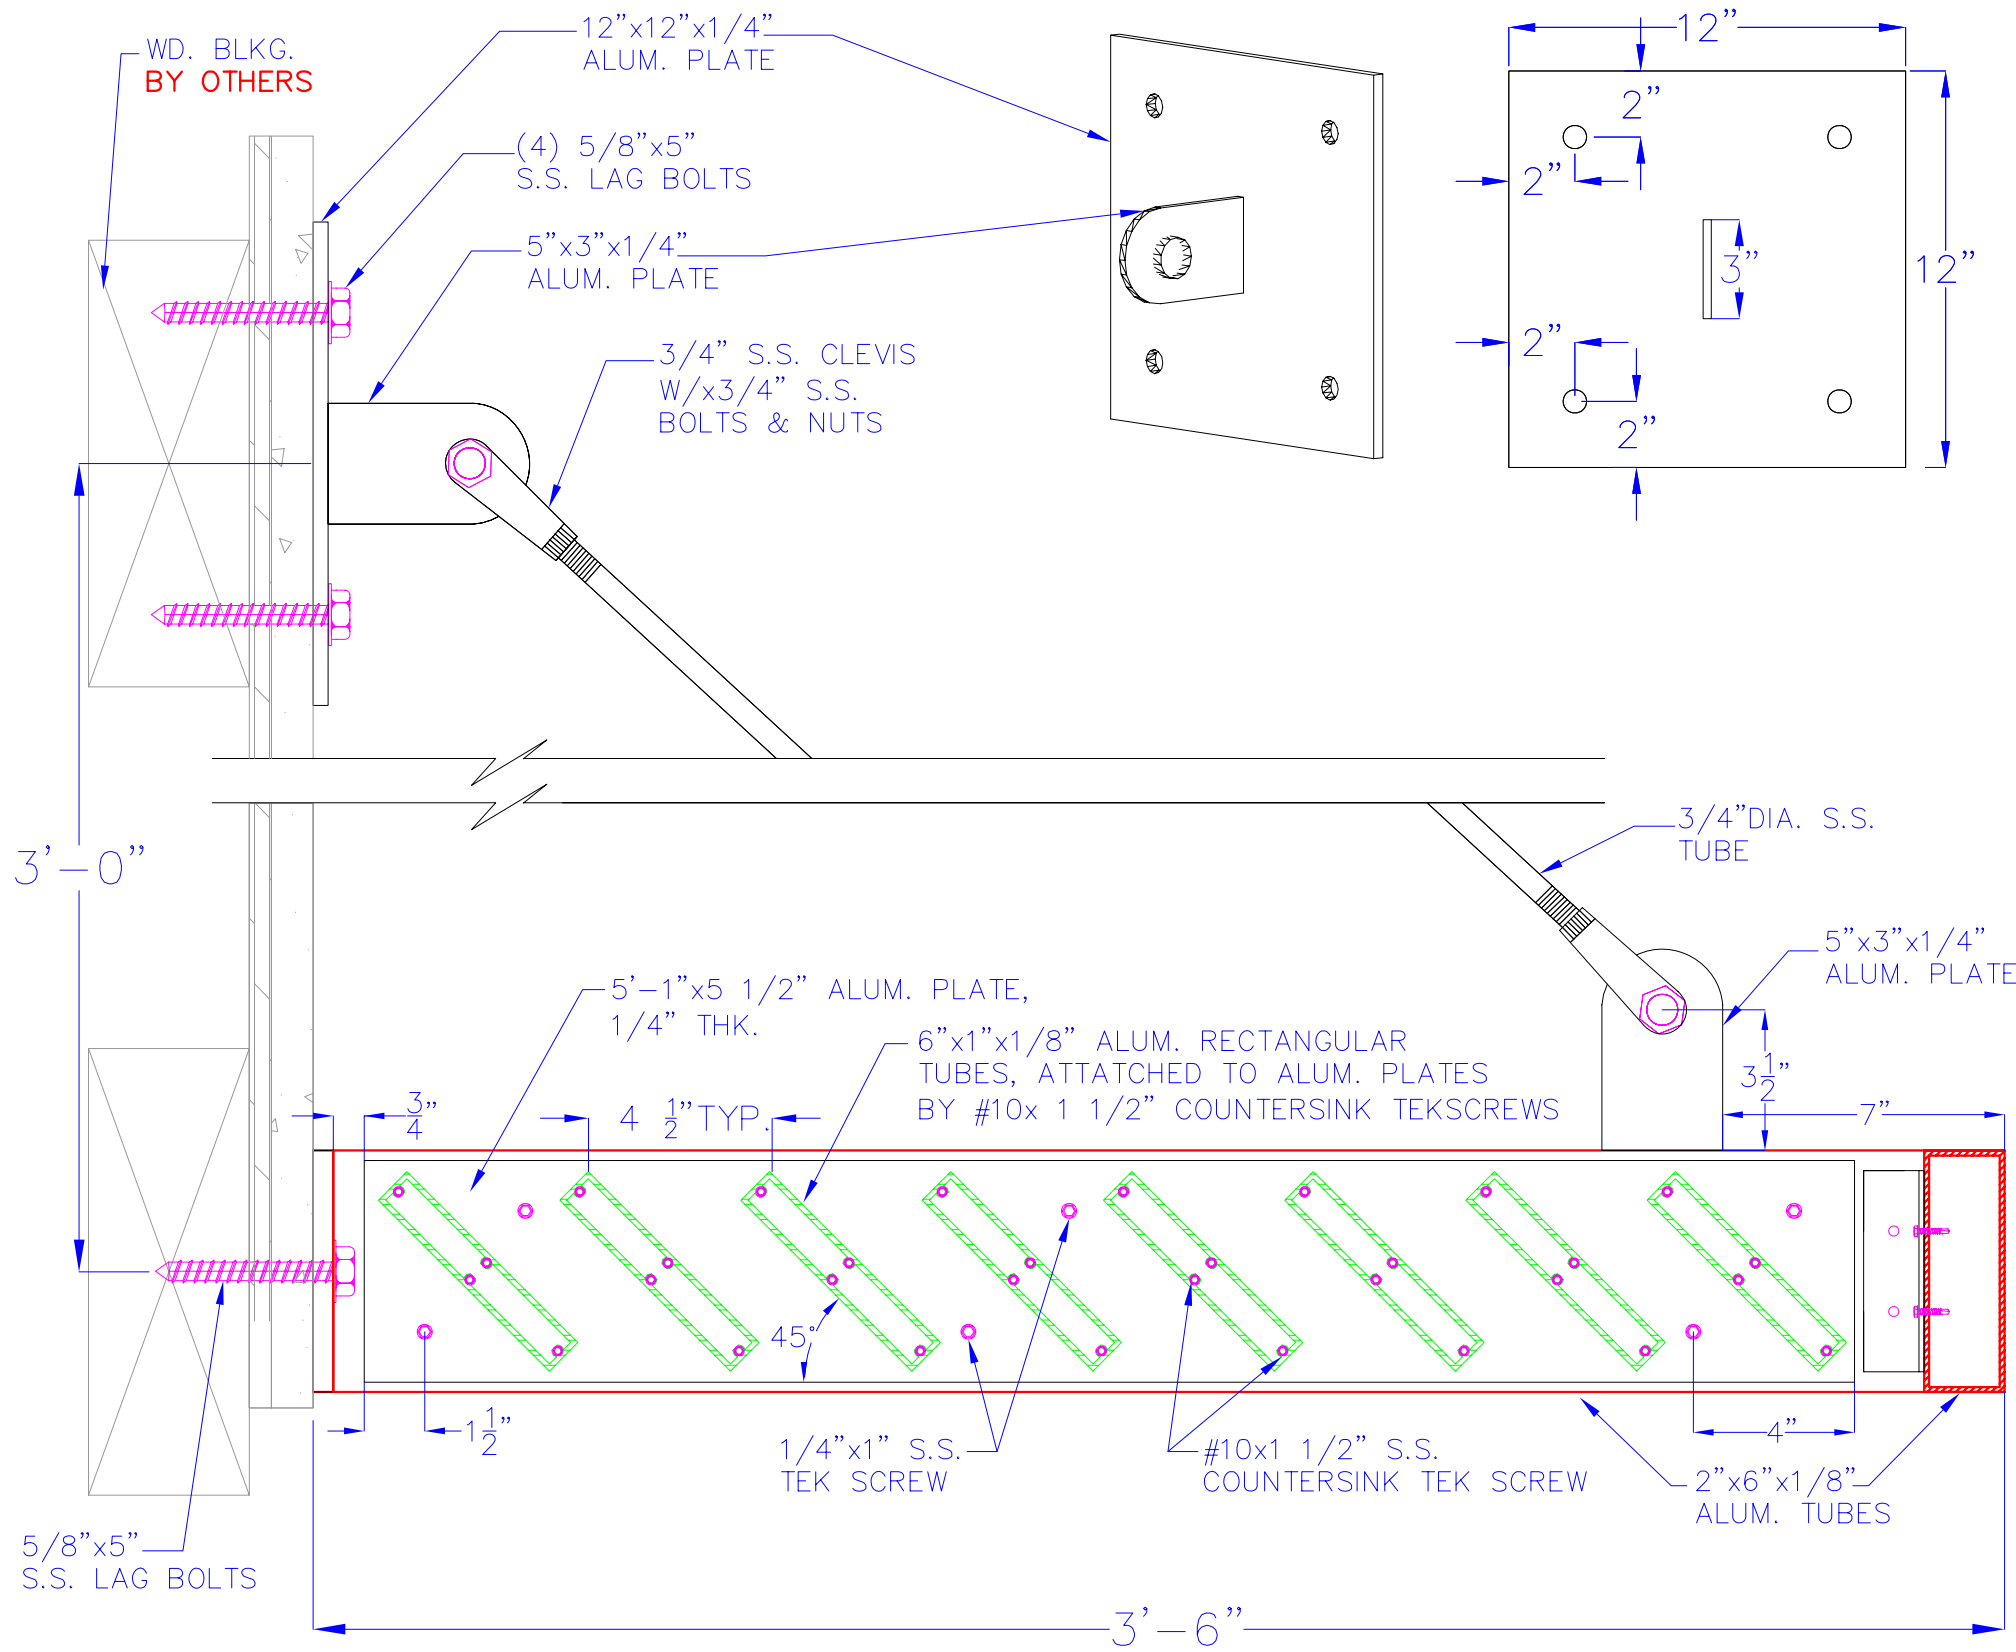 WD. BLKG.
BY OTHERS
12"x12"x1/4"
ALUM. PLATE
(4) 5/8"x5"
S.S. LAG BOLTS
5"x3"x1/4"
ALUM. PLATE
3/4" S.S. CLEVIS
W/x3/4" S.S.
BOLTS & NUTS
12"
2"
2"
3"
12"
2"
2"
3'-0"
3/4"DIA. S.S.
TUBE
5"x3"x1/4"
ALUM. PLATE
5'-1"x5 1/2" ALUM. PLATE,
1/4" THK.
6"x1"x1/8" ALUM. RECTANGULAR
TUBES, ATTATCHED TO ALUM. PLATES
BY #10x 1 1/2" COUNTERSINK TEKSCREWS
3 1/2"
7"
3/4"
4 1/2" TYP.
45°
1 1/2"
1/4"x1" S.S.
TEK SCREW
#10x1 1/2" S.S.
COUNTERSINK TEK SCREW
4"
2"x6"x1/8"
ALUM. TUBES
5/8"x5"
S.S. LAG BOLTS
3'-6"